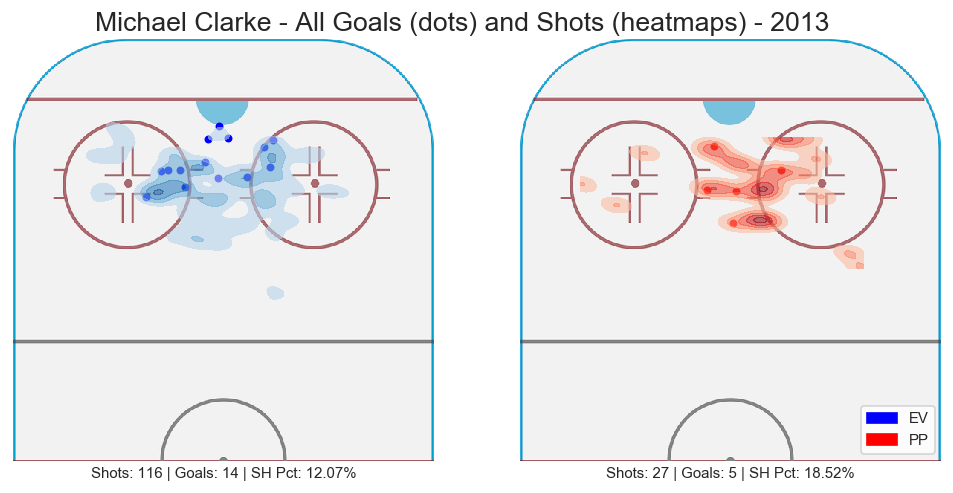 Michael Clarke - All Goals (dots) and Shots (heatmaps) - 2013
EV
PP
Shots: 116 | Goals: 14 | SH Pct: 12.07%
Shots: 27 | Goals: 5 | SH Pct: 18.52%